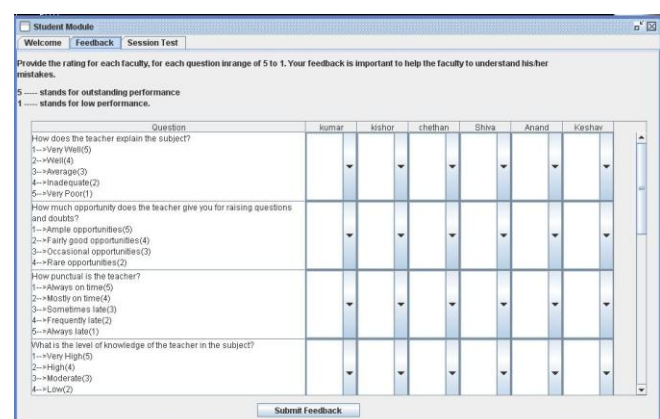 Student Module
Welcome Feedback Session Test
Provide the rating for each faculty, for each question inrange of 5 to 1. Your feedback is important to help the faculty to understand his/her
mistakes.
5 ----- stands for outstanding performance
1 ----- stands for low performance.
Question kumar kishor chethan Shiva Anand Keshav
How does the teacher explain the subject?
1-->Very Well(5)
2-->Well(4)
3-->Average(3)
4-->Inadequate(2)
5-->Very Poor(1)
How much opportunity does the teacher give you for raising questions
and doubts?
1-->Ample opportunities(5)
2-->Fairly good opportunities(4)
3-->Occasional opportunities(3)
4-->Rare opportunities(2)
How punctual is the teacher?
1-->Always on time(5)
2-->Mostly on time(4)
3-->Sometimes late(3)
4-->Frequently late(2)
5-->Always late(1)
What is the level of knowledge of the teacher in the subject?
1-->Very High(5)
2-->High(4)
3-->Moderate(3)
4-->Low(2)
Submit Feedback